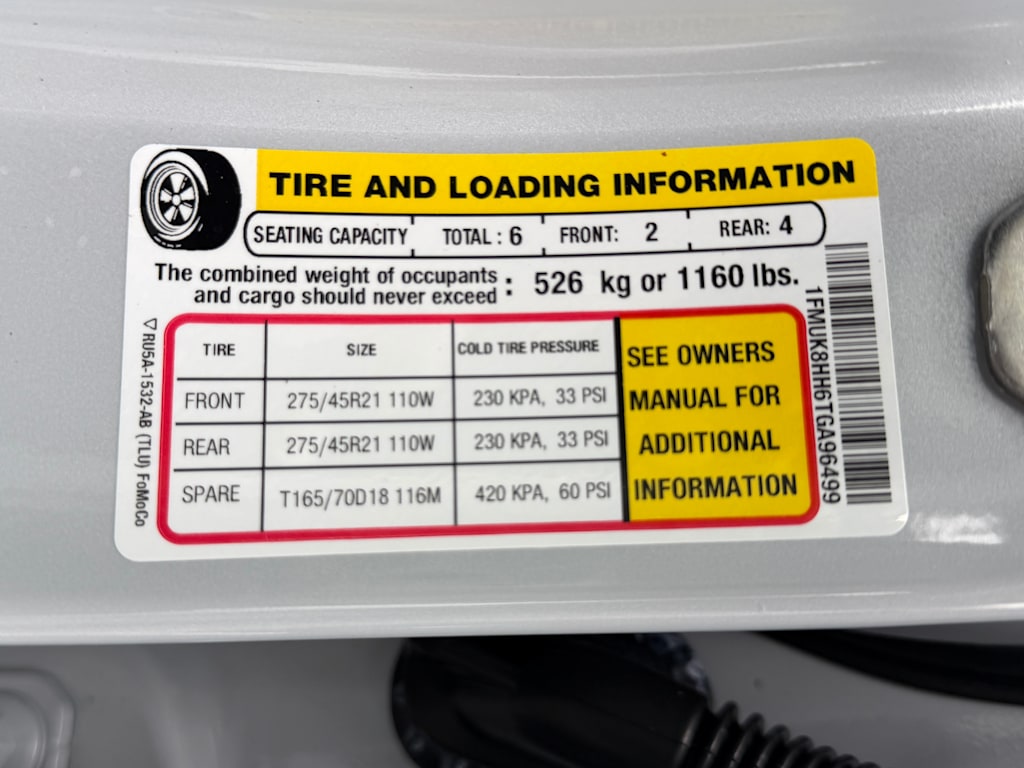 TIRE AND LOADING INFORMATION
SEATING CAPACITY TOTAL : 6 FRONT: 2 REAR: 4
The combined weight of occupants
and cargo should never exceed : 526 kg or 1160 lbs.
TIRE SIZE COLD TIRE PRESSURE
FRONT 275/45R21 110W 230 KPA, 33 PSI
REAR 275/45R21 110W 230 KPA, 33 PSI
SPARE T165/70D18 116M 420 KPA, 60 PSI
SEE OWNERS
MANUAL FOR
ADDITIONAL
INFORMATION
▽ RU5A-1532-AB (TLU) FoMoCo
1FMUK8HH6TGA96499